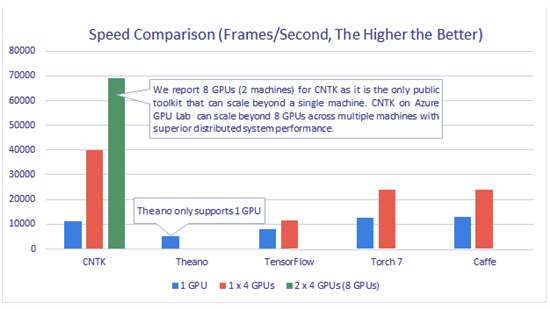 Speed Comparison (Frames/Second, The Higher the Better)
80000
70000
60000
50000
40000
30000
20000
10000
0
We report 8 GPUs (2 machines) for CNTK as it is the only public
toolkit that can scale beyond a single machine. CNTK on Azure
GPU Lab can scale beyond 8 GPUs across multiple machines with
superior distributed system performance.
Theano only supports 1 GPU
CNTK
Theano
TensorFlow
Torch 7
Caffe
1 GPU
1 x 4 GPUs
2 x 4 GPUs (8 GPUs)